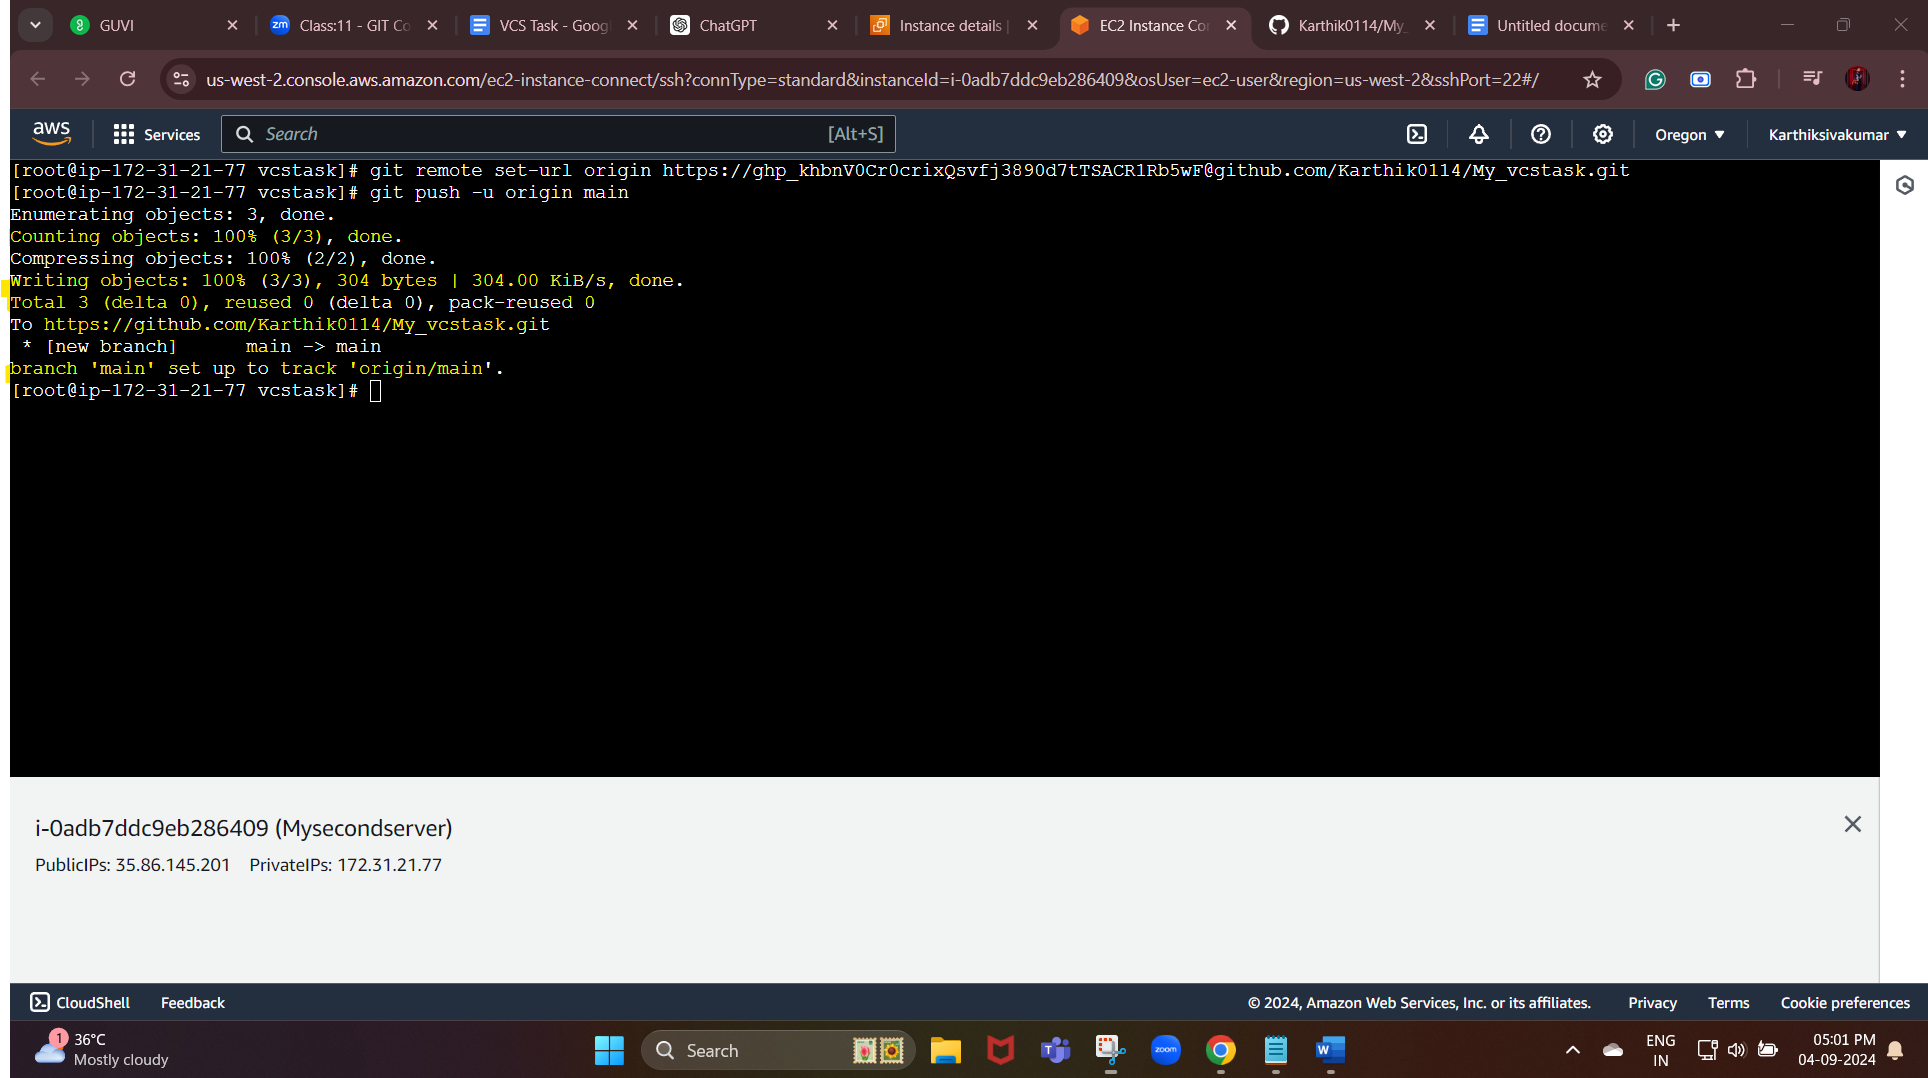 GUVI
Class:11 - GIT Co
VCS Task - Goog
ChatGPT
Instance details |
EC2 Instance Con
Karthik0114/My_
Untitled docume
us-west-2.console.aws.amazon.com/ec2-instance-connect/ssh?connType=standard&instanceId=i-0adb7ddc9eb286409&osUser=ec2-user&region=us-west-2&sshPort=22#/
aws
Services
Search
[Alt+S]
Oregon
Karthiksivakumar
[root@ip-172-31-21-77 vcstask]# git remote set-url origin https://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@github.com/Karthik0114/My_vcstask.git
[root@ip-172-31-21-77 vcstask]# git push -u origin main
Enumerating objects: 3, done.
Counting objects: 100% (3/3), done.
Compressing objects: 100% (2/2), done.
Writing objects: 100% (3/3), 304 bytes | 304.00 KiB/s, done.
Total 3 (delta 0), reused 0 (delta 0), pack-reused 0
To https://github.com/Karthik0114/My_vcstask.git
 * [new branch]      main -> main
branch 'main' set up to track 'origin/main'.
[root@ip-172-31-21-77 vcstask]#
i-0adb7ddc9eb286409 (Mysecondserver)
PublicIPs: 35.86.145.201 PrivateIPs: 172.31.21.77
CloudShell
Feedback
© 2024, Amazon Web Services, Inc. or its affiliates.
Privacy
Terms
Cookie preferences
1
36°C
Mostly cloudy
Search
zoom
ENG
IN
05:01 PM
04-09-2024